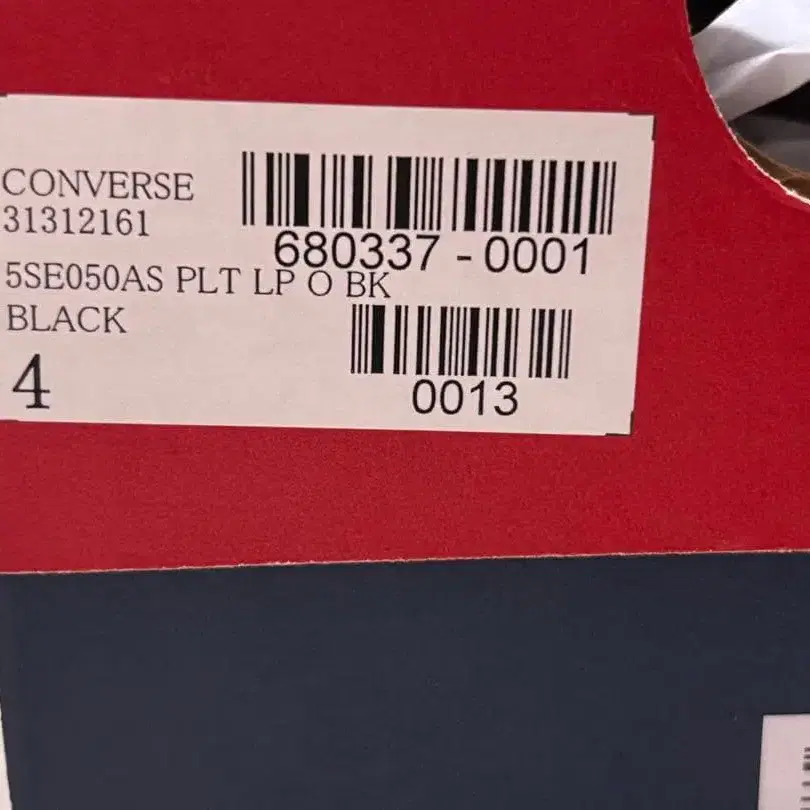 CONVERSE
31312161
680337 - 0001
5SE050AS PLT LP O BK
BLACK
4
0013